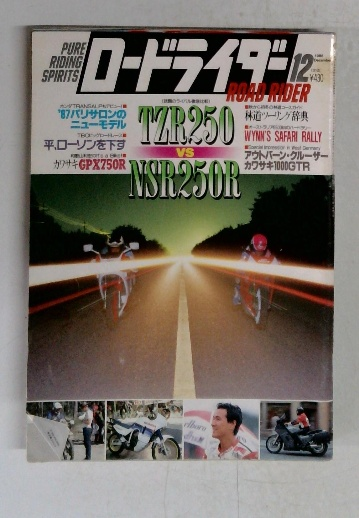 PURE
RIDING
SPIRITS
ロードライダー
12
¥430
ROAD RIDER
'87パリサロンの
ニューモデル
平、ローソンを下す
カワサキGPX750R
TZR250
VS
NSR250R
林道ツーリング辞典
WYNN'S SAFARI RALLY
アウトバーン・クルーザー
カワサキ1000GTR